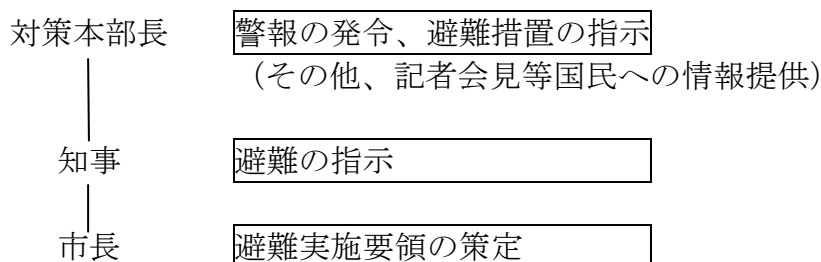 対策本部長 警報の発令、避難措置の指示
（その他、記者会見等国民への情報提供）
知事 避難の指示
市長 避難実施要領の策定